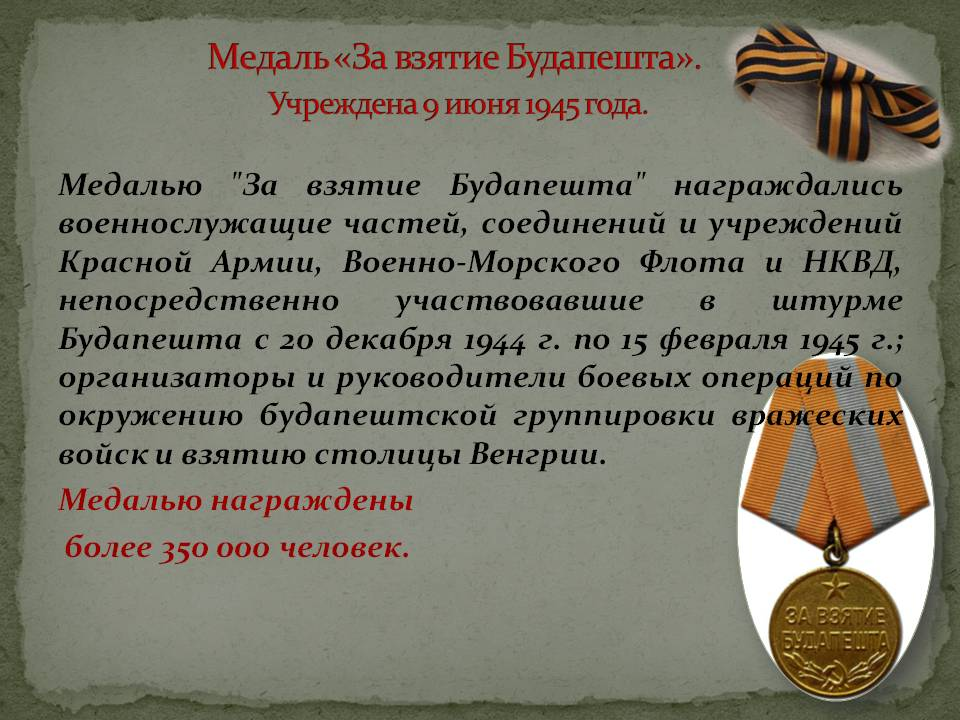 Медаль «За взятие Будапешта».
Учреждена 9 июня 1945 года.
Медалью "За взятие Будапешта" награждались
военнослужащие частей, соединений и учреждений
Красной Армии, Военно-Морского Флота и НКВД,
непосредственно участвовавшие в штурме
Будапешта с 20 декабря 1944 г. по 15 февраля 1945 г.;
организаторы и руководители боевых операций по
окружению будапештской группировки вражеских
войск и взятию столицы Венгрии.
Медалью награждены
более 350 000 человек.
ЗА ВЗЯТИЕ
БУДАПЕШТА